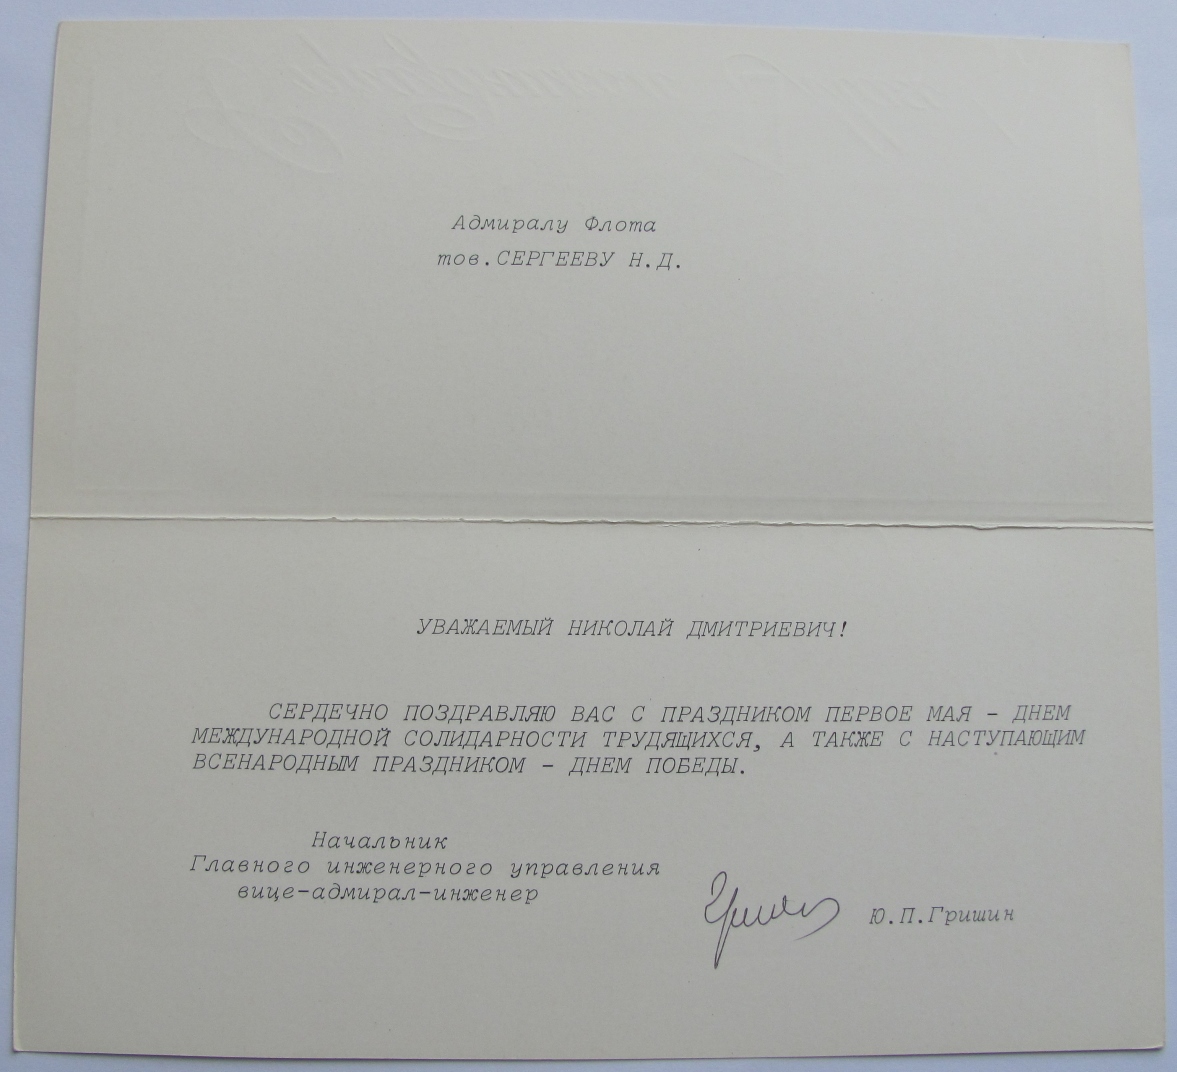 Адмиралу Флота
тов.СЕРГЕЕВУ Н.Д.
УВАЖАЕМЫЙ НИКОЛАЙ ДМИТРИЕВИЧ!
СЕРДЕЧНО ПОЗДРАВЛЯЮ ВАС С ПРАЗДНИКОМ ПЕРВОЕ МАЯ - ДНЕМ
МЕЖДУНАРОДНОЙ СОЛИДАРНОСТИ ТРУДЯЩИХСЯ, А ТАКЖЕ С НАСТУПАЮЩИМ
ВСЕНАРОДНЫМ ПРАЗДНИКОМ - ДНЕМ ПОБЕДЫ.
Начальник
Главного инженерного управления
вице-адмирал-инженер
Ю.П.Гришин